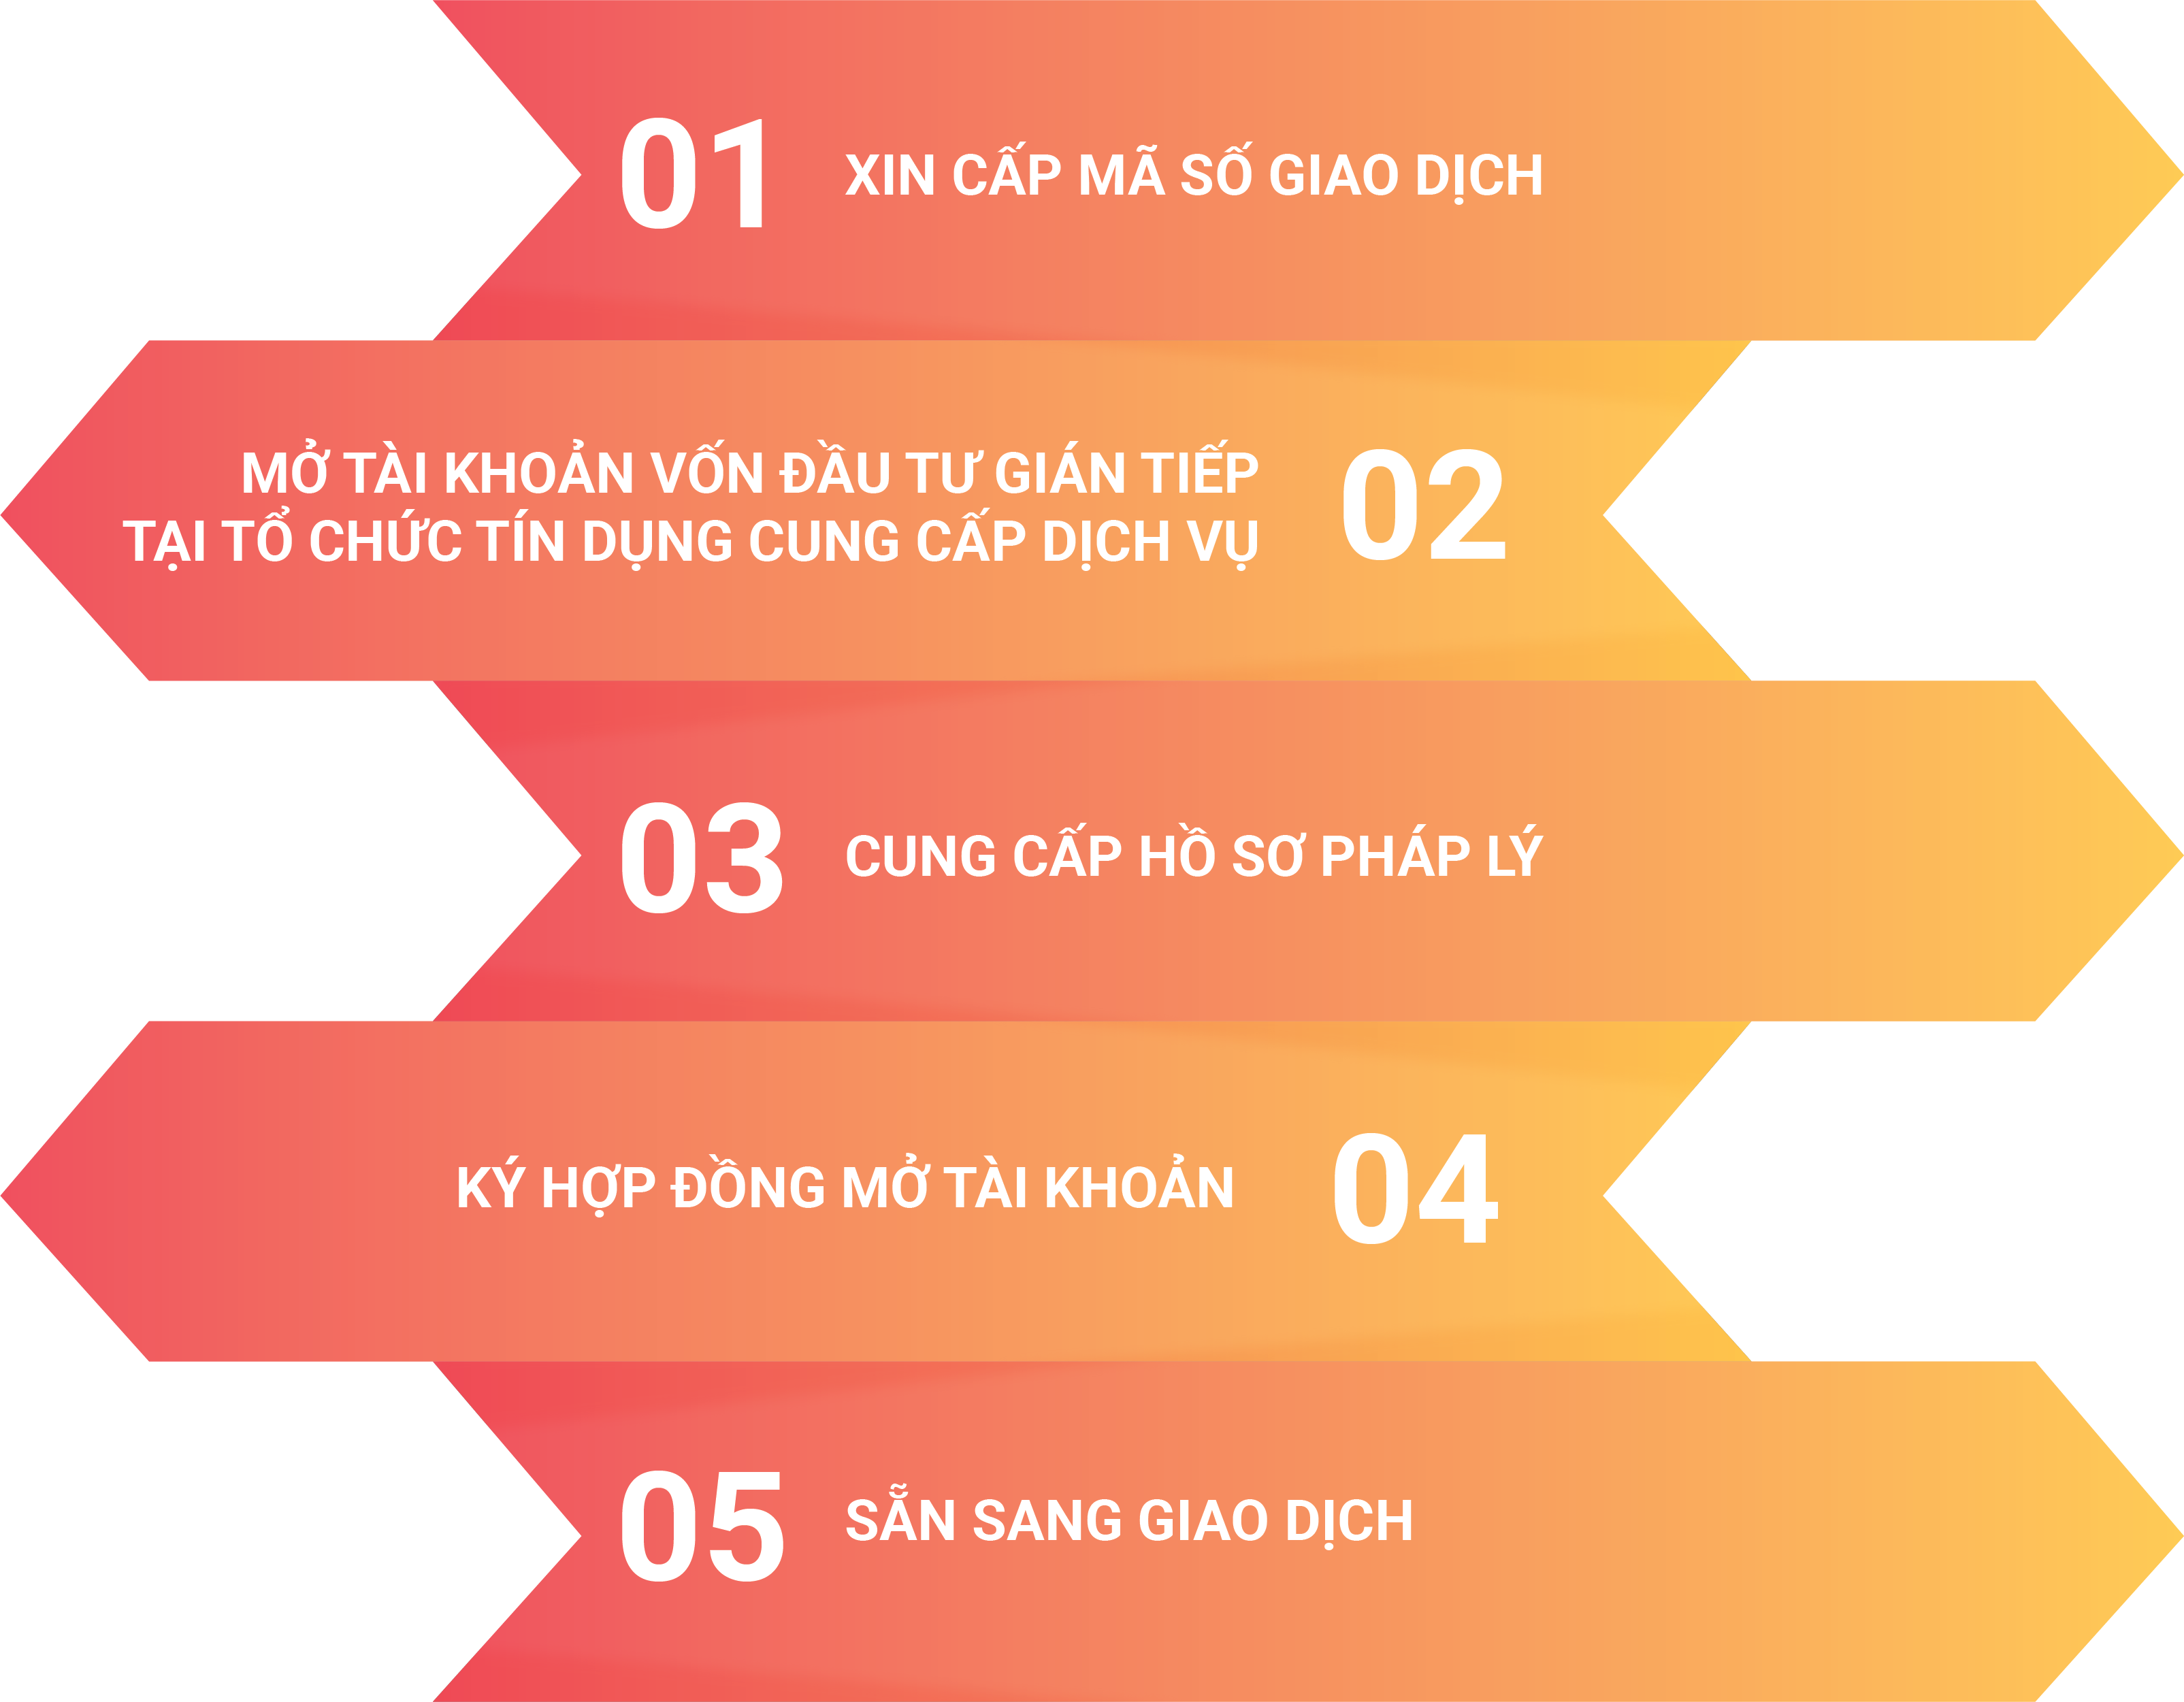 01 XIN CẤP MÃ SỐ GIAO DỊCH
MỞ TÀI KHOẢN VỐN ĐẦU TƯ GIÁN TIẾP
TẠI TỔ CHỨC TÍN DỤNG CUNG CẤP DỊCH VỤ
02
03 CUNG CẤP HỒ SƠ PHÁP LÝ
KÝ HỢP ĐỒNG MỞ TÀI KHOẢN 04
05 SẴN SANG GIAO DỊCH